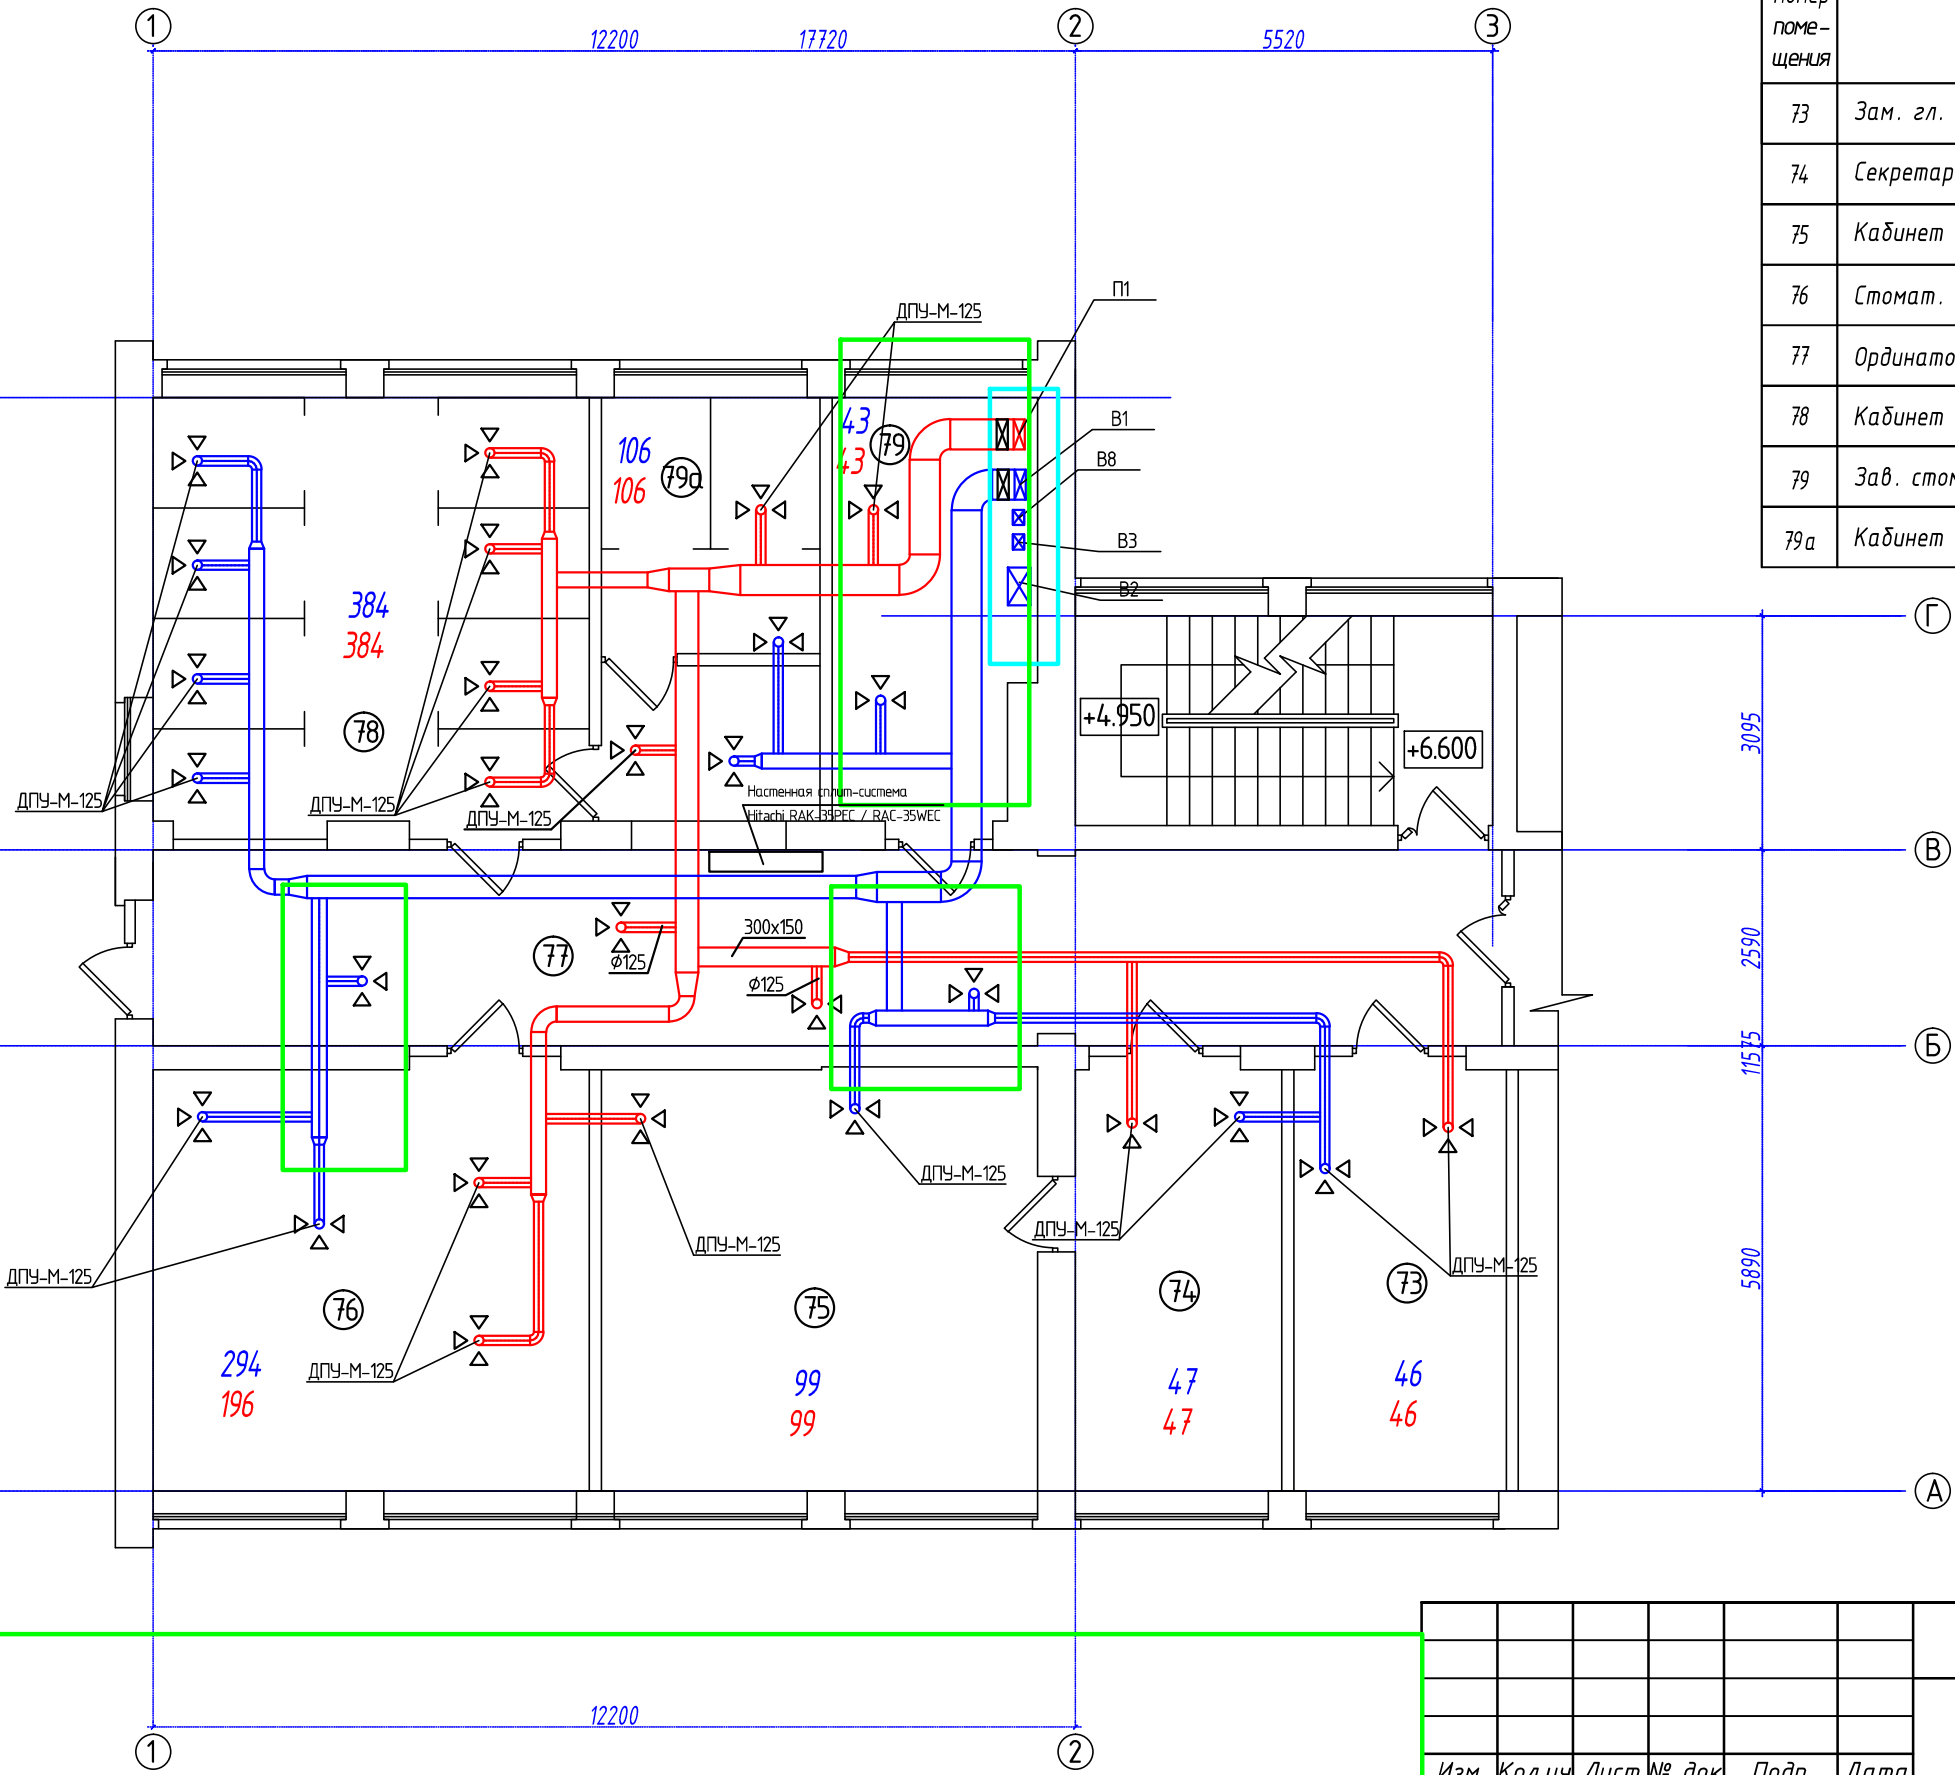 1
2
3
12200
17720
5520
поме-
щения
73
Зам. гл.
74
Секретар
75
Кабинет
76
Стомат.
77
Ординато
78
Кабинет
79
Зав. стом
79а
Кабинет
П1
ДПУ-М-125
В1
В8
В3
В2
43
43
79
106
106
79а
384
384
78
Г
+4.950
+6.600
3095
ДПУ-М-125
ДПУ-М-125
ДПУ-М-125
Настенная сплит-система
Hitachi RAK-35PEC / RAC-35WEC
В
77
ф125
300х150
ф125
2590
11575
Б
ДПУ-М-125
ДПУ-М-125
ДПУ-М-125
ДПУ-М-125
ДПУ-М-125
ДПУ-М-125
5890
76
75
74
73
294
196
99
99
47
47
46
46
А
12200
1
2
Изм. Кол.уч Лист № док Подп. Дата